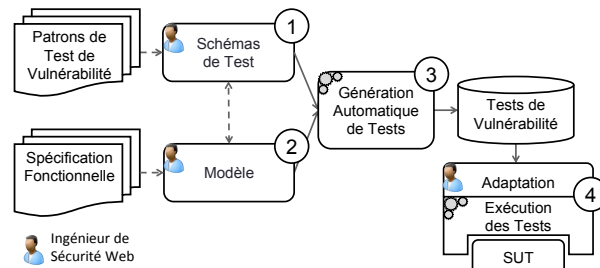 Patrons de
Test de
Vulnérabilité
Schémas
de Test
1
Spécification
Fonctionnelle
Modèle
2
Génération
Automatique
de Tests
3
Tests de
Vulnérabilité
Adaptation
4
Exécution
des Tests
SUT
Ingénieur de
Sécurité Web